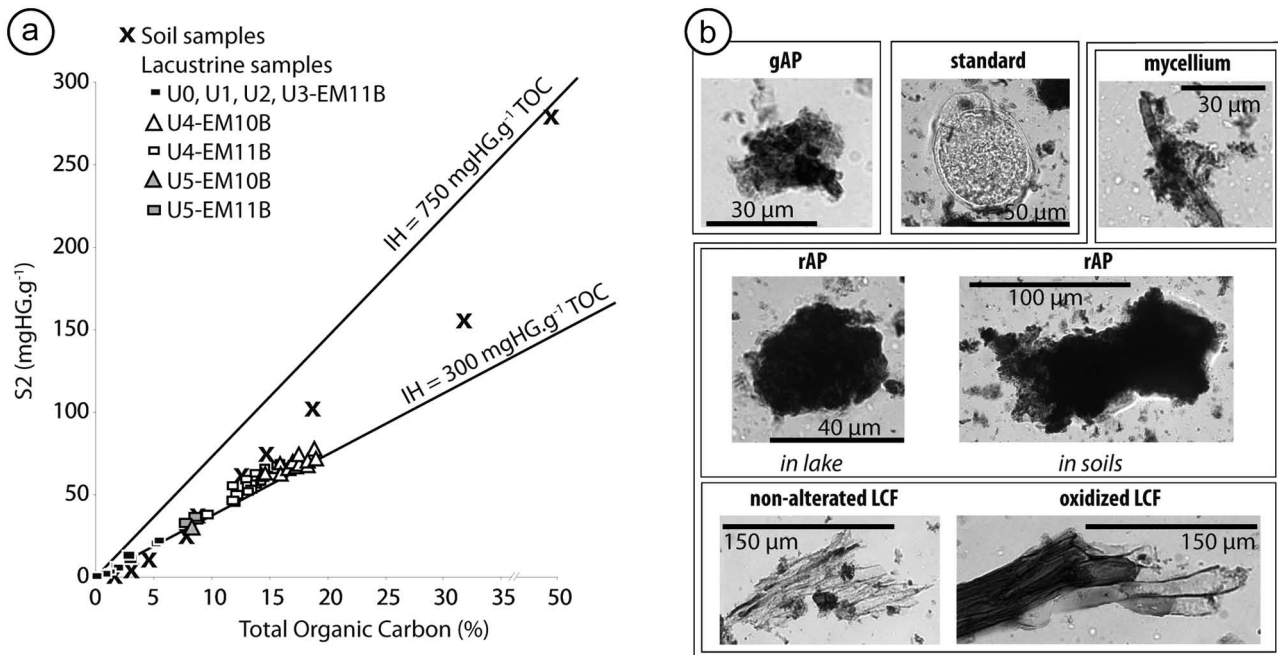 a
X Soil samples
Lacustrine samples
U0, U1, U2, U3-EM11B
U4-EM10B
U4-EM11B
U5-EM10B
U5-EM11B
300
250
200
150
100
50
0
S2 (mgHG.g⁻¹)
IH = 750 mgHG.g⁻¹ TOC
IH = 300 mgHG.g⁻¹ TOC
0 5 10 15 20 25 30 35 50
Total Organic Carbon (%)
b
gAP
30 µm
standard
50 µm
mycellium
30 µm
rAP
40 µm
in lake
rAP
100 µm
in soils
non-alterated LCF
150 µm
oxidized LCF
150 µm